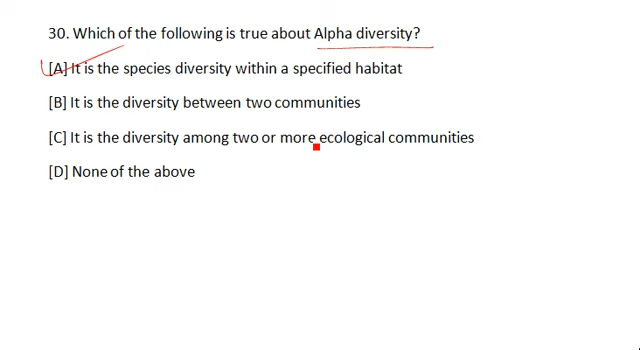 30. Which of the following is true about Alpha diversity?
[A] It is the species diversity within a specified habitat
[B] It is the diversity between two communities
[C] It is the diversity among two or more ecological communities
[D] None of the above